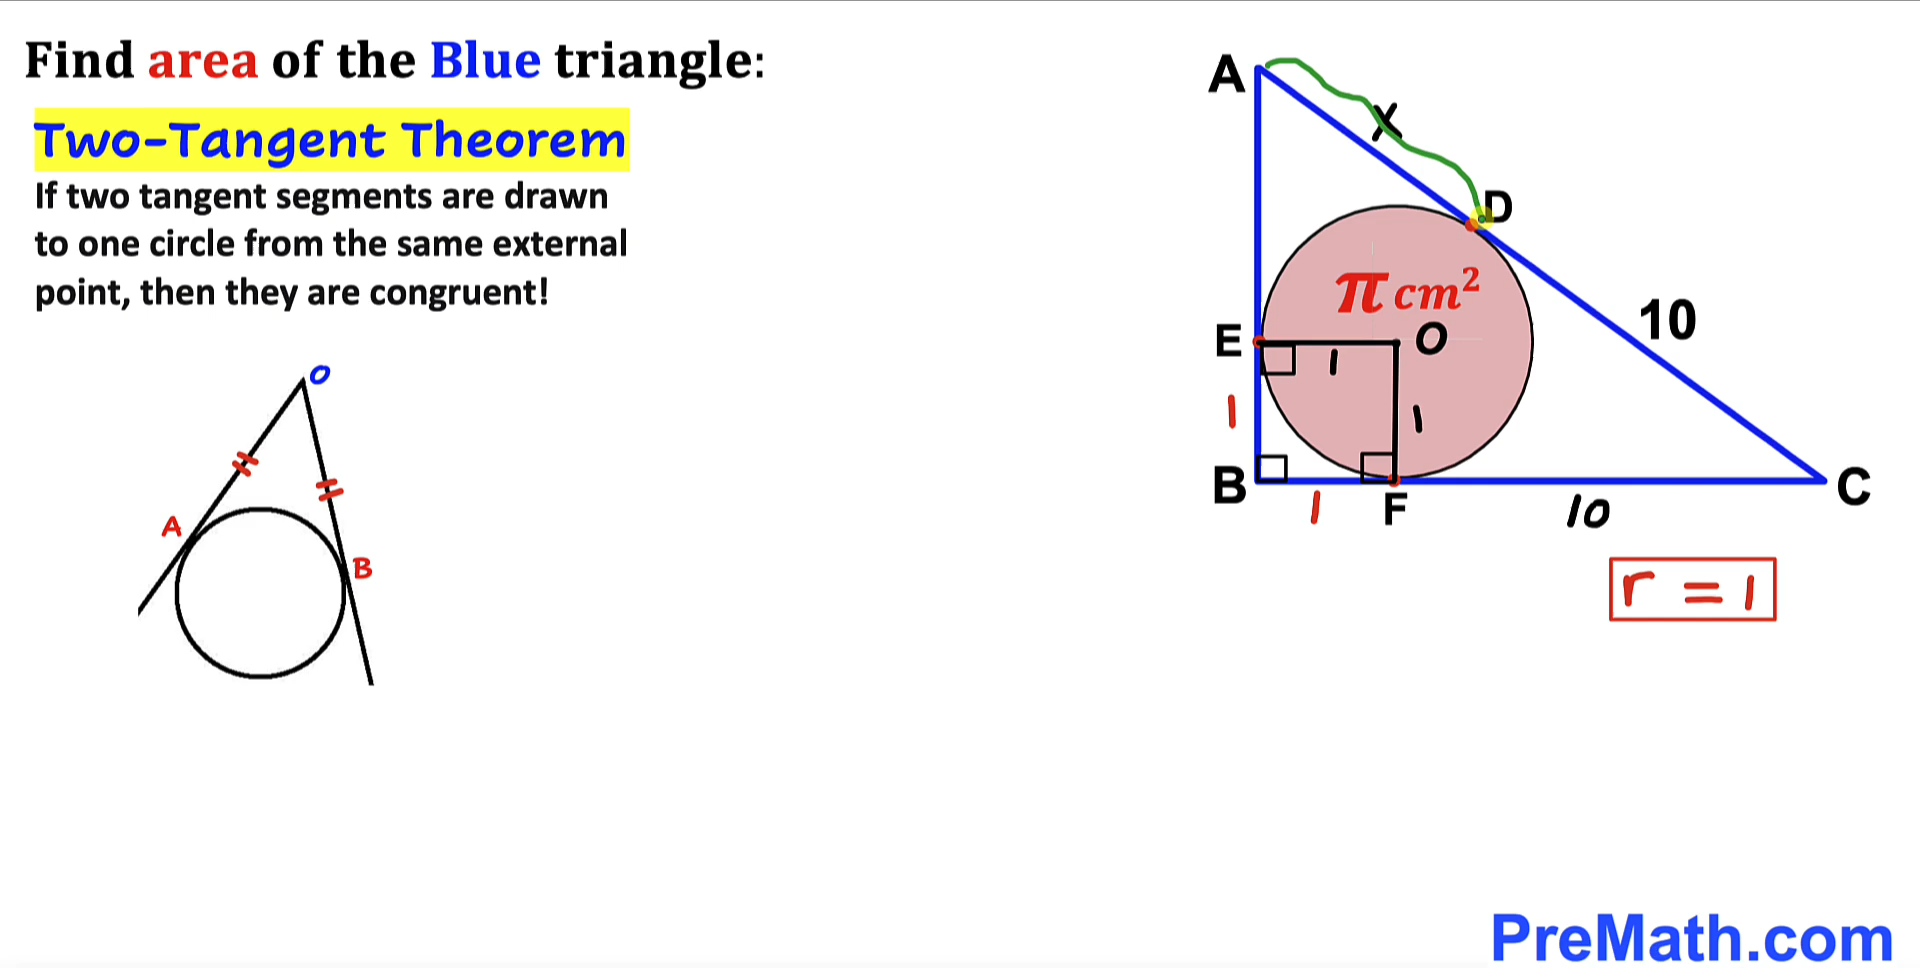 Find area of the Blue triangle:
Two-Tangent Theorem
If two tangent segments are drawn
to one circle from the same external
point, then they are congruent!
O
A
B
A
X
D
π cm²
10
E
O
1
1
1
B
1
F
10
C
r = 1
PreMath.com